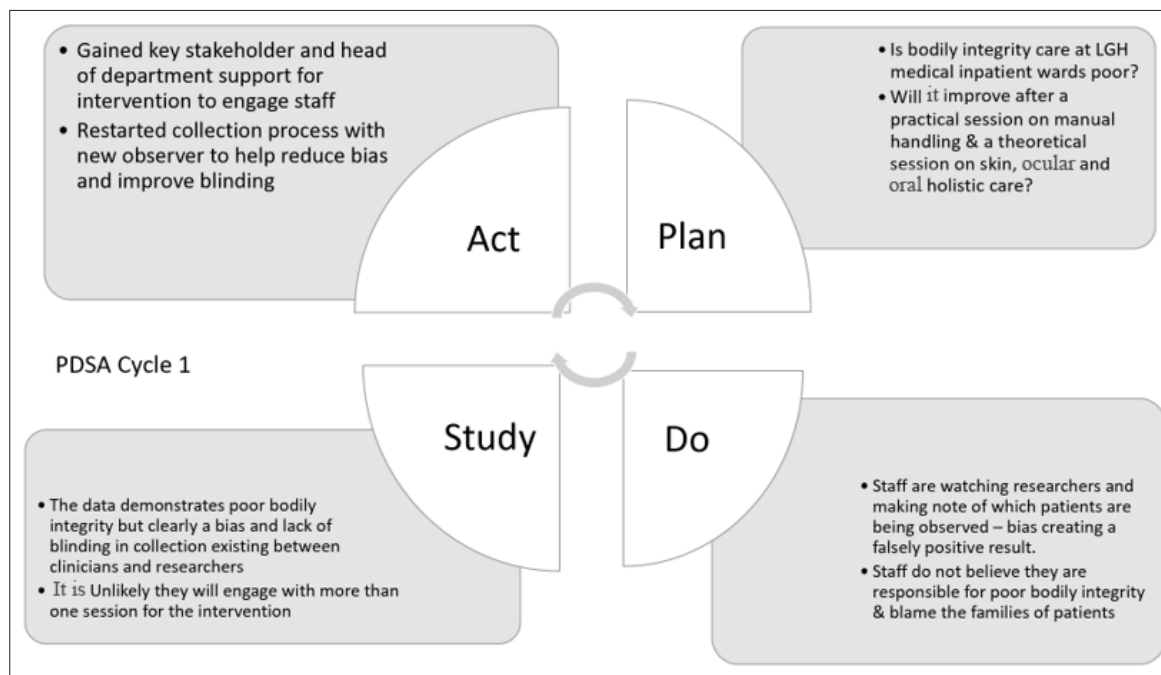 • Gained key stakeholder and head
of department support for
intervention to engage staff
• Restarted collection process with
new observer to help reduce bias
and improve blinding
Act
• Is bodily integrity care at LGH
medical inpatient wards poor?
• Will it improve after a
practical session on manual
handling & a theoretical
session on skin, ocular and
oral holistic care?
Plan
PDSA Cycle 1
Study
• The data demonstrates poor bodily
integrity but clearly a bias and lack of
blinding in collection existing between
clinicians and researchers
• It is Unlikely they will engage with more than
one session for the intervention
Do
• Staff are watching researchers and
making note of which patients are
being observed – bias creating a
falsely positive result.
• Staff do not believe they are
responsible for poor bodily integrity
& blame the families of patients